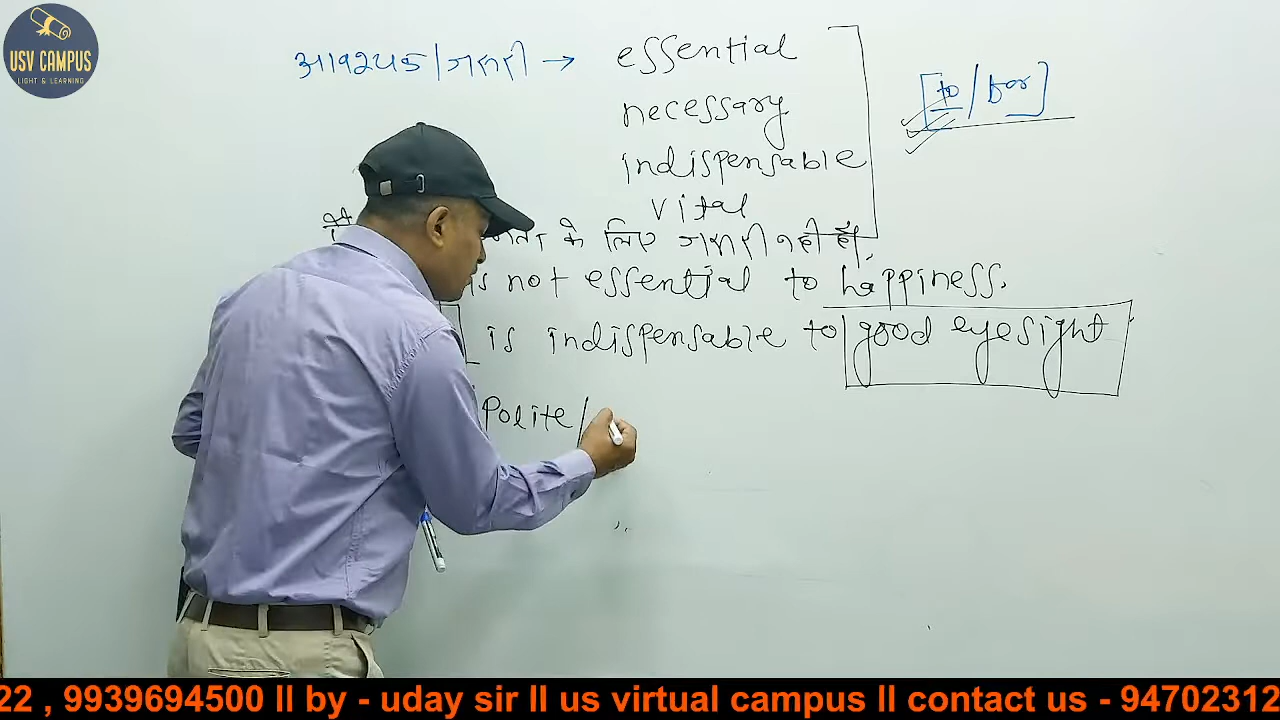 USV CAMPUS
LIGHT & LEARNING
आवश्यक/जरूरी → essential
necessary
indispensable
vital
[to/for]
के लिए जरूरी नहीं है,
is not essential to happiness.
is indispensable to good eyesight
Polite/
22 , 9939694500 ll by - uday sir ll us virtual campus ll contact us - 94702312